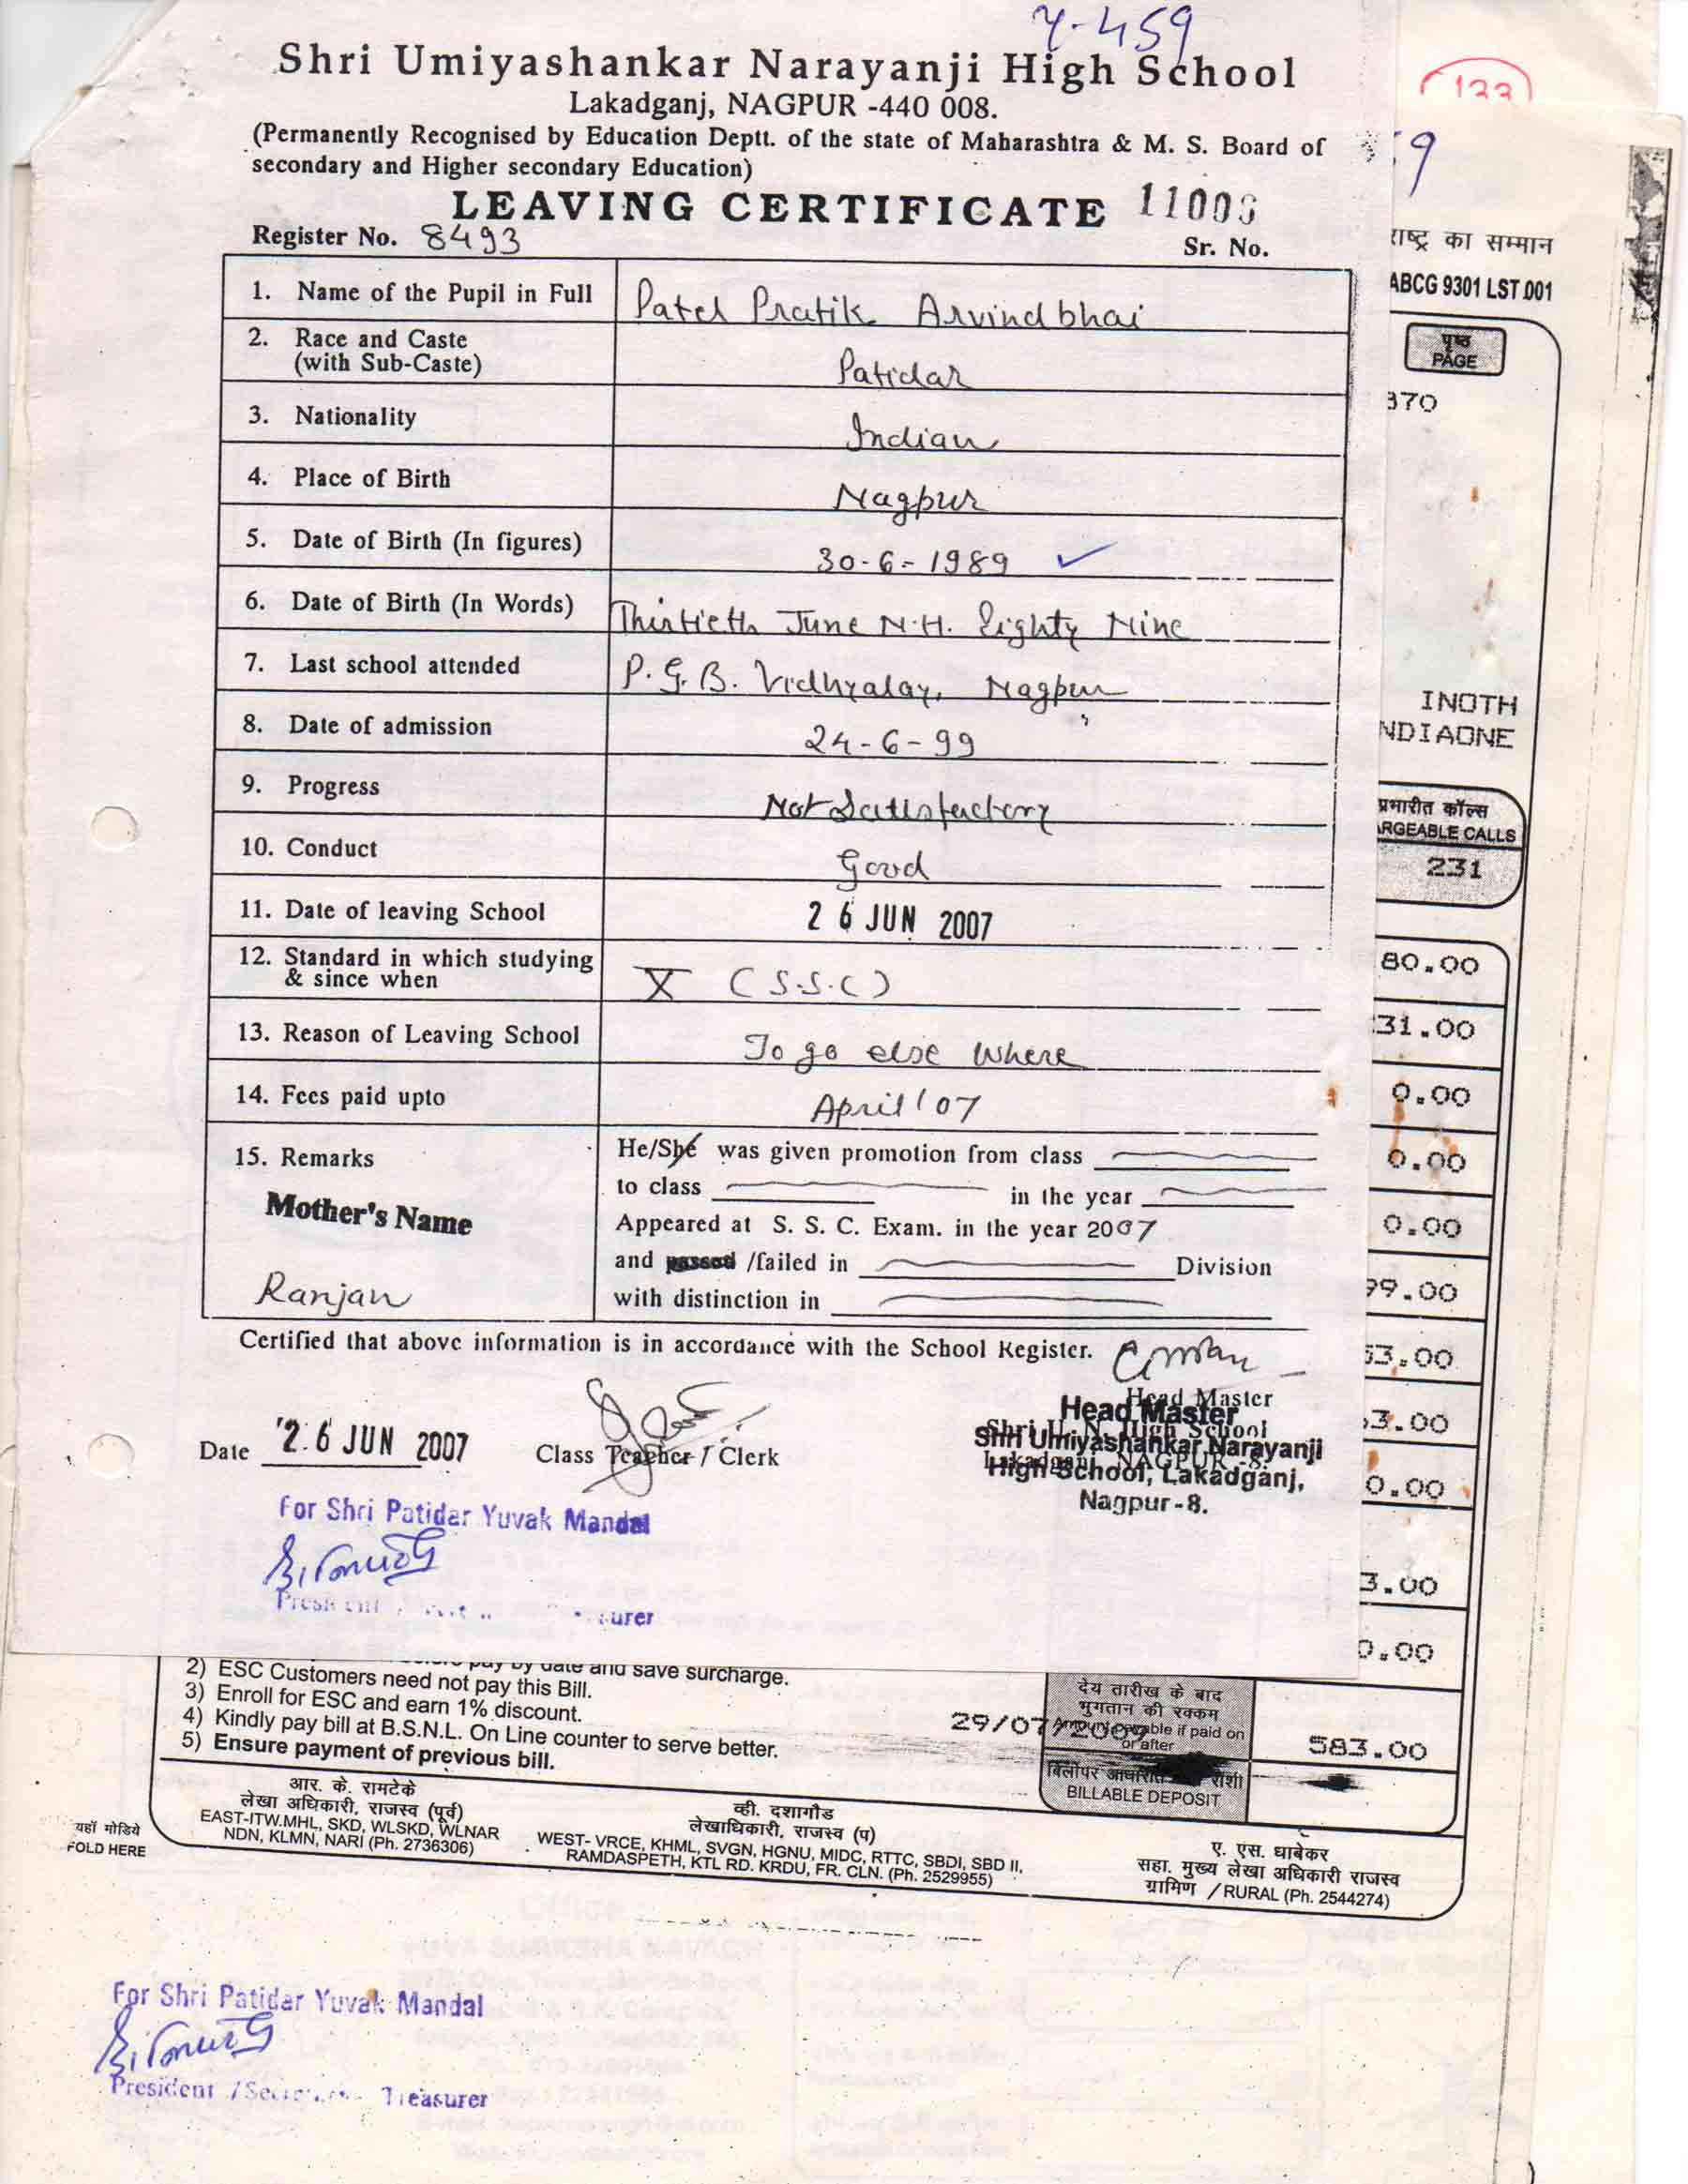 Y-459
Shri Umiyashankar Narayanji High School
Lakadganj, NAGPUR -440 008.
(Permanently Recognised by Education Deptt. of the state of Maharashtra & M. S. Board of
secondary and Higher secondary Education)
LEAVING CERTIFICATE
Register No. 8493 Sr. No.
1. Name of the Pupil in Full Patel Pratik Arvindbhai
2. Race and Caste
(with Sub-Caste) Patidar
3. Nationality Indian
4. Place of Birth Nagpur
5. Date of Birth (In figures) 30-6-1989
6. Date of Birth (In Words) Thirtieth June N.H. Eighty Nine
7. Last school attended P.G.B. Vidhyalay, Nagpur
8. Date of admission 24-6-99
9. Progress Not Satisfactory
10. Conduct Good
11. Date of leaving School 26 JUN 2007
12. Standard in which studying
& since when X (S.S.C)
13. Reason of Leaving School To go else where
14. Fees paid upto April'07
15. Remarks He/She was given promotion from class
to class in the year
Mother's Name
Appeared at S. S. C. Exam. in the year 2007
and passed /failed in Division
Ranjan
with distinction in
Certified that above information is in accordance with the School Register.
Head Master
Head Master
Shri U. N. High School
Shri Umiyashankar Narayanji
Lakadganj, NAGPUR-8.
High School, Lakadganj,
Nagpur-8.
Date 26 JUN 2007 Class Teacher / Clerk
For Shri Patidar Yuvak Mandal
133
9
राष्ट्र का सम्मान
ABCG 9301 LST 001
पृष्ठ
PAGE
370
INOTH
NDIAONE
प्रभारीत कॉल्स
ARGEABLE CALLS
231
80.00
31.00
0.00
0.00
0.00
99.00
53.00
3.00
0.00
3.00
0.00
pay by date and save surcharge.
2) ESC Customers need not pay this Bill.
3) Enroll for ESC and earn 1% discount.
4) Kindly pay bill at B.S.N.L. On Line counter to serve better.
5) Ensure payment of previous bill.
29/07/2009
देय तारीख के बाद
भुगतान की रक्कम
Amount payable if paid on
or after
583.00
BILLABLE DEPOSIT
आर. के. रामटेके
लेखा अधिकारी, राजस्व (पूर्व)
EAST-ITW.MHL, SKD, WLSKD, WLNAR
NDN, KLMN, NARI (Ph. 2736306)
व्ही. दशागौड
लेखाधिकारी, राजस्व (प)
WEST- VRCE, KHML, SVGN, HGNU, MIDC, RTTC, SBDI, SBD II,
RAMDASPETH, KTL RD. KRDU, FR. CLN. (Ph. 2529955)
ए. एस. धाबेकर
सहा. मुख्य लेखा अधिकारी राजस्व
ग्रामिण / RURAL (Ph. 2544274)
यहाँ मोडिये
FOLD HERE
For Shri Patidar Yuvak Mandal
President / Treasurer